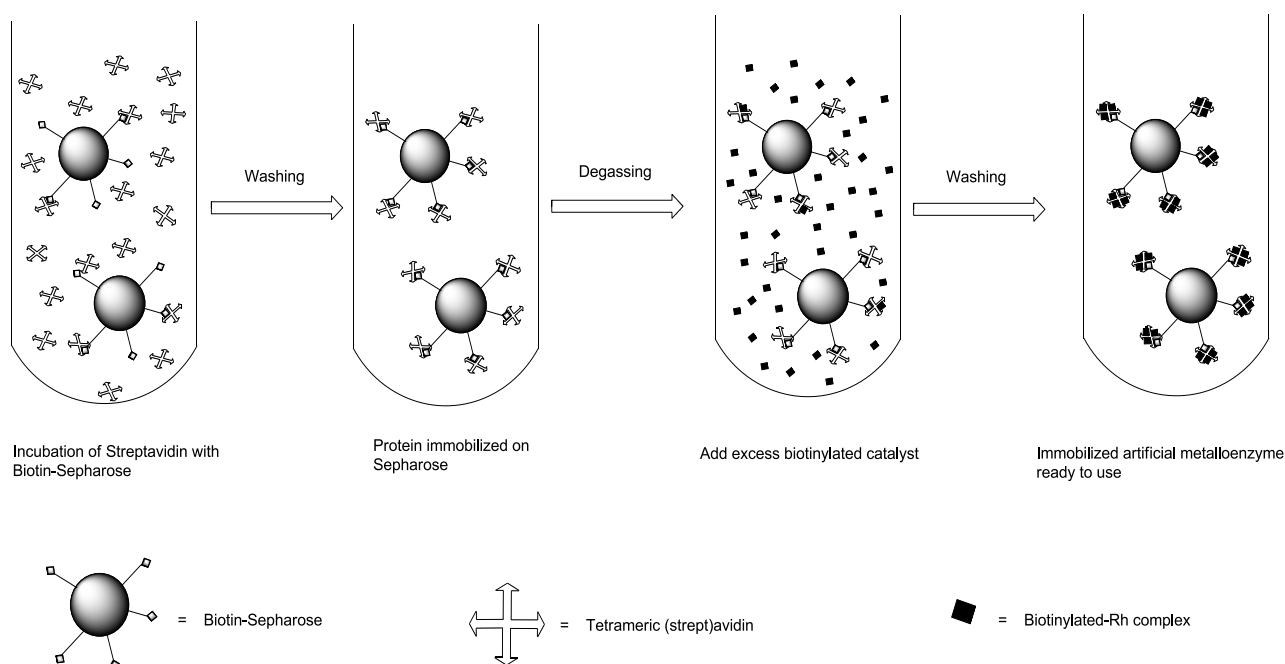 Washing
Degassing
Washing
Incubation of Streptavidin with
Biotin-Sepharose
Protein immobilized on
Sepharose
Add excess biotinylated catalyst
Immobilized artificial metalloenzyme
ready to use
= Biotin-Sepharose
= Tetrameric (strept)avidin
= Biotinylated-Rh complex